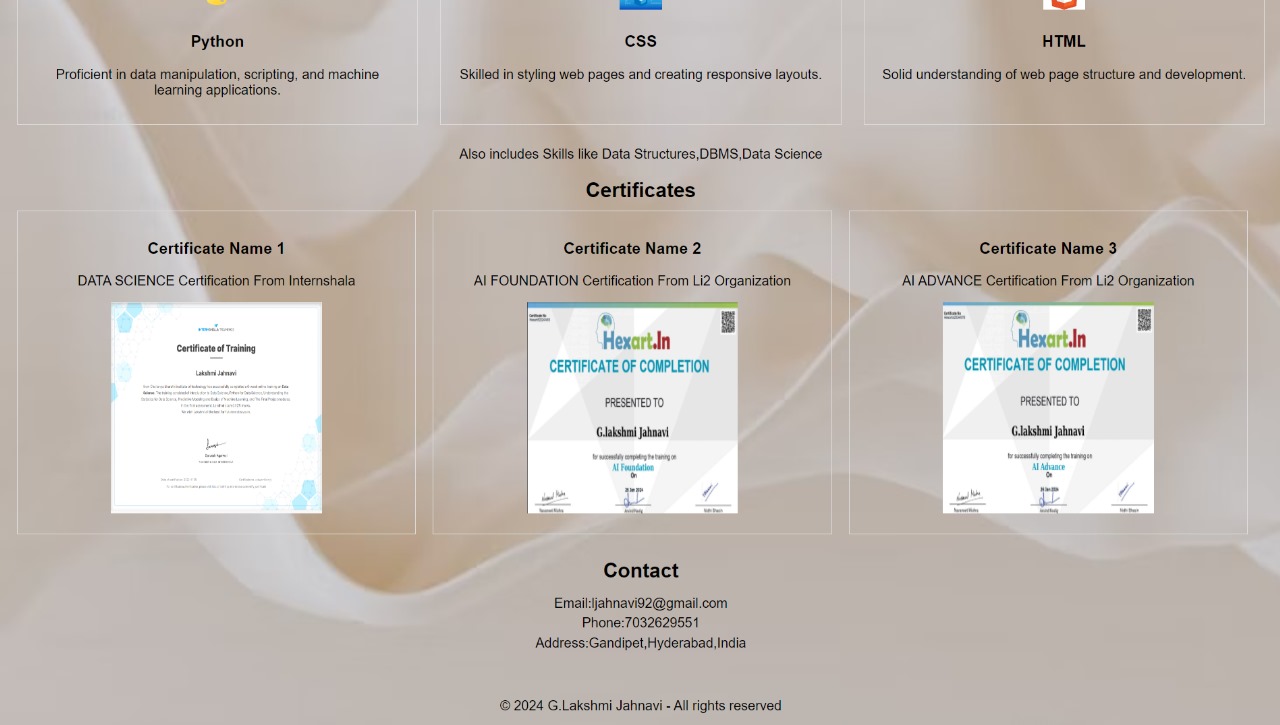 Python
CSS
HTML
Proficient in data manipulation, scripting, and machine
learning applications.
Skilled in styling web pages and creating responsive layouts.
Solid understanding of web page structure and development.
Also includes Skills like Data Structures,DBMS,Data Science
Certificates
Certificate Name 1
DATA SCIENCE Certification From Internshala
Certificate of Training
Lakshmi Jahnavi
Certificate Name 2
AI FOUNDATION Certification From Li2 Organization
Hexart.In
CERTIFICATE OF COMPLETION
PRESENTED TO
G.lakshmi Jahnavi
for successfully completing the training on
AI Foundation
On
Certificate Name 3
AI ADVANCE Certification From Li2 Organization
Hexart.In
CERTIFICATE OF COMPLETION
PRESENTED TO
G.lakshmi Jahnavi
for successfully completing the training on
AI Advance
On
Contact
Email:ljahnavi92@gmail.com
Phone:7032629551
Address:Gandipet,Hyderabad,India
© 2024 G.Lakshmi Jahnavi - All rights reserved